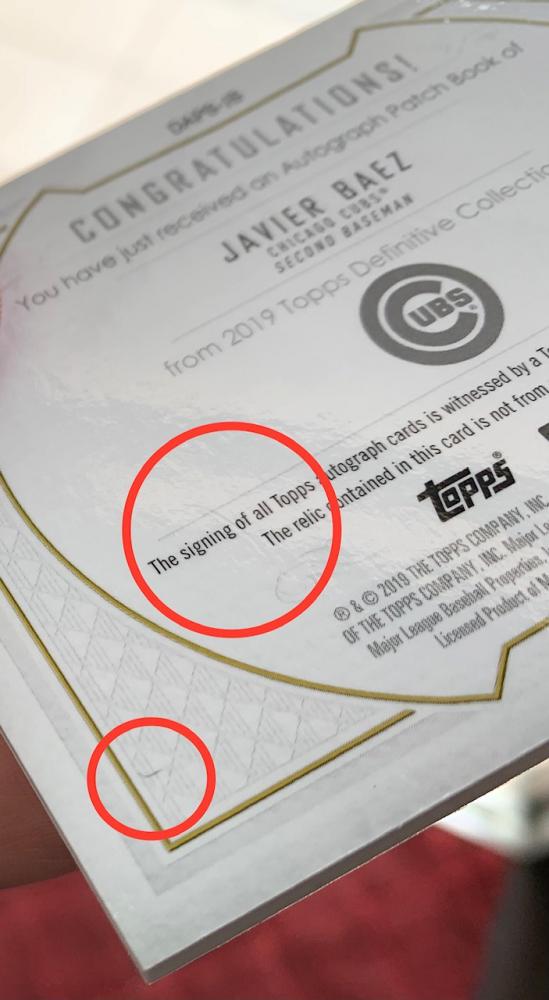 DAPB-JB
CONGRATULATIONS!
You have just received an Autograph Patch Book of
JAVIER BAEZ
CHICAGO CUBS®
SECOND BASEMAN
from 2019 Topps Definitive Collectio
CUBS®
The signing of all Topps autograph cards is witnessed by a To
The relic contained in this card is not from
topps®
® & © 2019 THE TOPPS COMPANY, INC.
OF THE TOPPS COMPANY, INC. Major Le
Major League Baseball Properties, I
Licensed Product of M